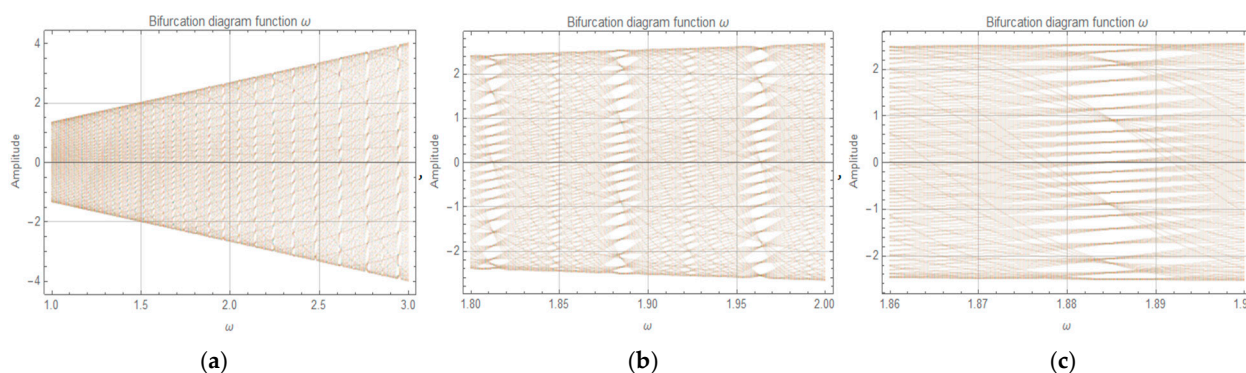 Bifurcation diagram function ω
Amplitude
4
2
0
−2
−4
1.0 1.5 2.0 2.5 3.0
ω
(a)
,
Bifurcation diagram function ω
Amplitude
2
1
0
−1
−2
1.80 1.85 1.90 1.95 2.00
ω
(b)
,
Bifurcation diagram function ω
Amplitude
2
1
0
−1
−2
1.86 1.87 1.88 1.89 1.9
ω
(c)